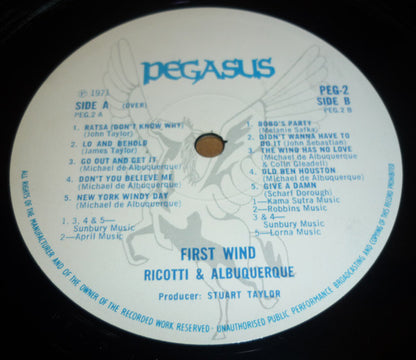 PEGASUS
℗ 1971
SIDE A (OVER)
PEG.2 A
1. RATSA (DON'T KNOW WHY)
(John Taylor)
2. LO AND BEHOLD
(James Taylor)
3. GO OUT AND GET IT
(Michael de Albuquerque)
4. DON'T YOU BELIEVE ME
(Michael de Albuquerque)
5. NEW YORK WINDY DAY
(Michael de Albuquerque)
1, 3, 4 & 5—
Sunbury Music
2—April Music
PEG-2
SIDE B
PEG.2 B
1. BOBO'S PARTY
(Melanie Safka)
2. DIDN'T WANNA HAVE TO
DO IT (John Sebastian)
3. THE WIND HAS NO LOVE
(Michael de Albuquerque
& Colin Gleadell)
4. OLD BEN HOUSTON
(Michael de Albuquerque)
5. GIVE A DAMN
(Scharf Dorough)
1—Kama Sutra Music
2—Robbins Music
3 & 4—
Sunbury Music
5—Lorna Music
FIRST WIND
RICOTTI & ALBUQUERQUE
Producer: STUART TAYLOR
ALL RIGHTS OF THE MANUFACTURER AND OF THE OWNER OF THE RECORDED WORK RESERVED · UNAUTHORISED PUBLIC PERFORMANCE BROADCASTING AND COPYING OF THIS RECORD PROHIBITED